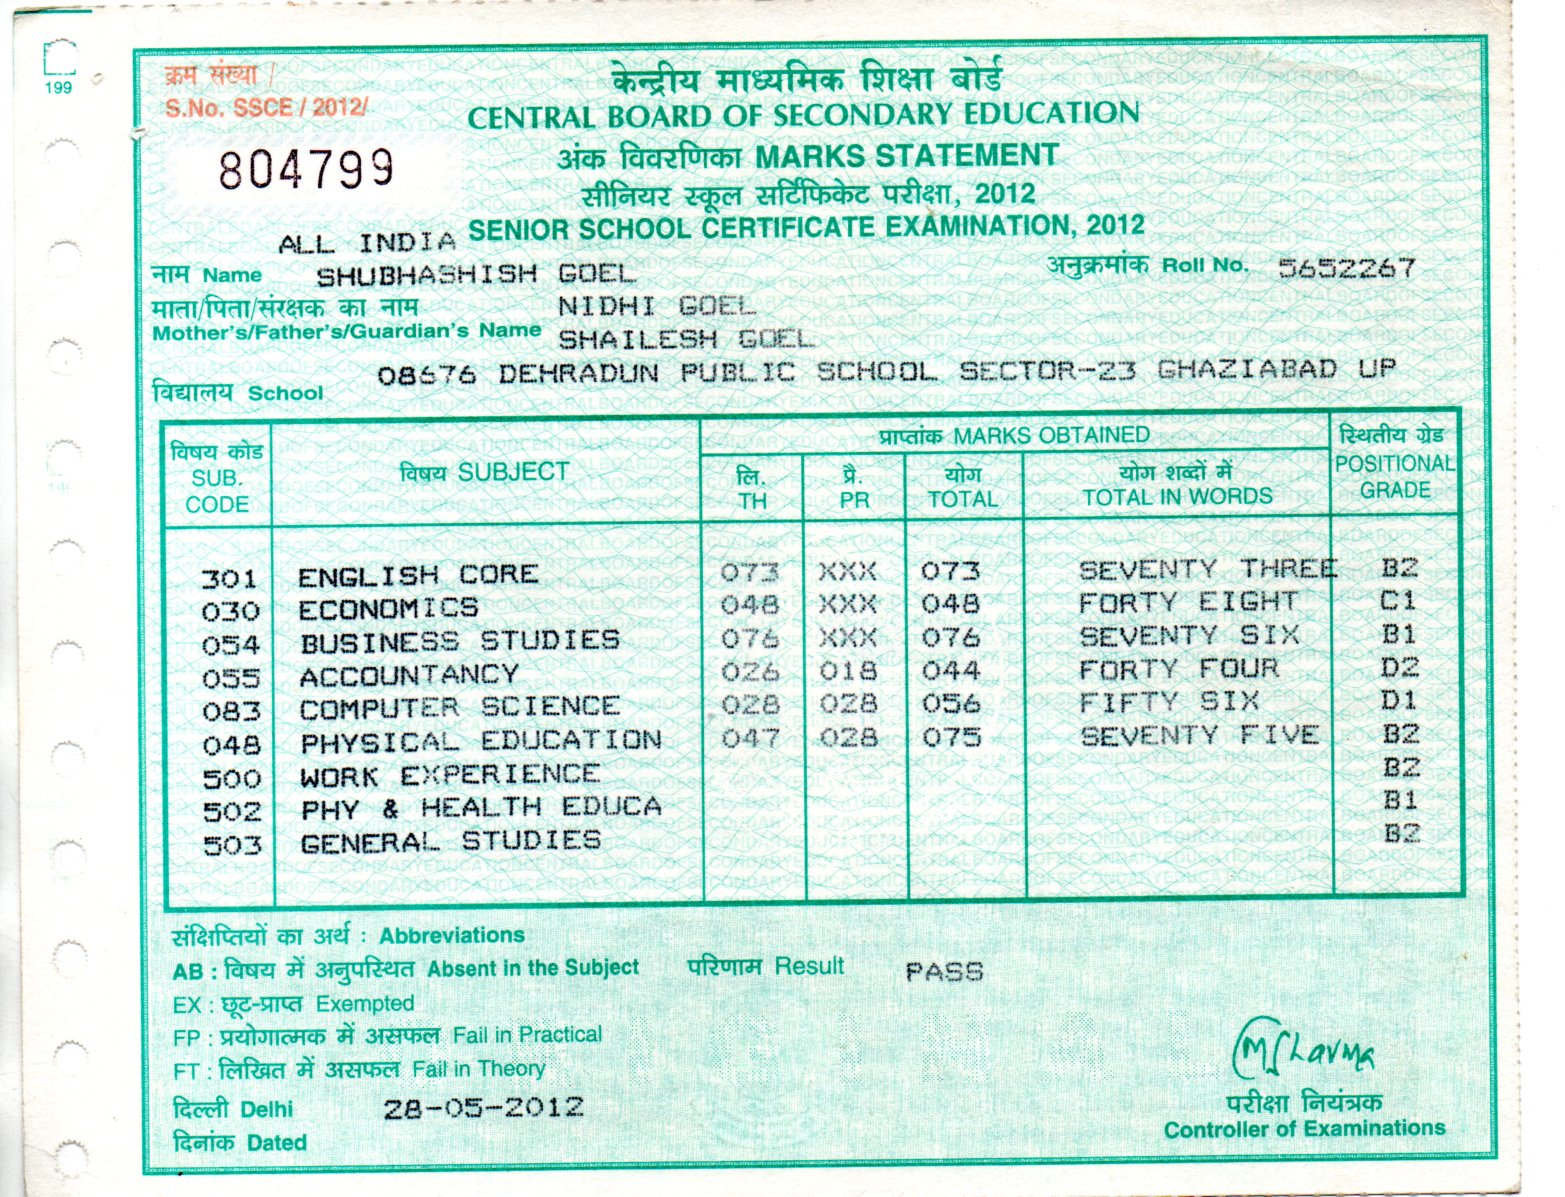 199
क्रम संख्या /
S.No. SSCE / 2012/
804799
केन्द्रीय माध्यमिक शिक्षा बोर्ड
CENTRAL BOARD OF SECONDARY EDUCATION
अंक विवरणिका MARKS STATEMENT
सीनियर स्कूल सर्टिफिकेट परीक्षा, 2012
ALL INDIA SENIOR SCHOOL CERTIFICATE EXAMINATION, 2012
नाम Name SHUBHASHISH GOEL अनुक्रमांक Roll No. 5652267
माता/पिता/संरक्षक का नाम NIDHI GOEL
Mother's/Father's/Guardian's Name SHAILESH GOEL
विद्यालय School 08676 DEHRADUN PUBLIC SCHOOL SECTOR-23 GHAZIABAD UP
विषय कोड SUB. CODE विषय SUBJECT प्राप्तांक MARKS OBTAINED स्थितीय ग्रेड POSITIONAL GRADE
लि. TH प्रै. PR योग TOTAL योग शब्दों में TOTAL IN WORDS
301 ENGLISH CORE 073 XXX 073 SEVENTY THREE B2
030 ECONOMICS 048 XXX 048 FORTY EIGHT C1
054 BUSINESS STUDIES 076 XXX 076 SEVENTY SIX B1
055 ACCOUNTANCY 026 018 044 FORTY FOUR D2
083 COMPUTER SCIENCE 028 028 056 FIFTY SIX D1
048 PHYSICAL EDUCATION 047 028 075 SEVENTY FIVE B2
500 WORK EXPERIENCE B2
502 PHY & HEALTH EDUCA B1
503 GENERAL STUDIES B2
संक्षिप्तियों का अर्थ : Abbreviations
AB : विषय में अनुपस्थित Absent in the Subject परिणाम Result PASS
EX : छूट-प्राप्त Exempted
FP : प्रयोगात्मक में असफल Fail in Practical
FT : लिखित में असफल Fail in Theory
दिल्ली Delhi 28-05-2012
दिनांक Dated
MSharma
परीक्षा नियंत्रक
Controller of Examinations